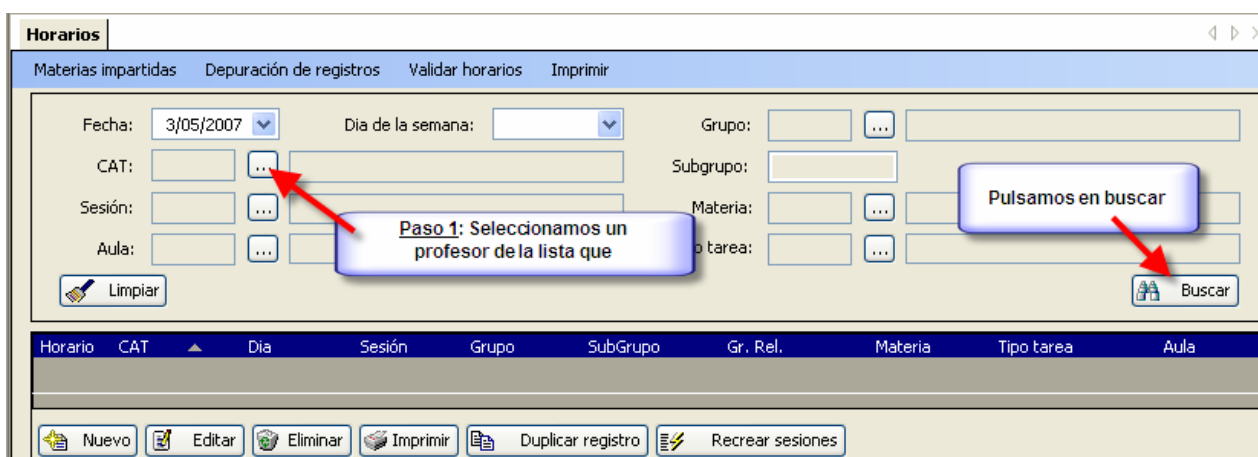 Horarios
Materias impartidas Depuración de registros Validar horarios Imprimir
Fecha: 3/05/2007 Dia de la semana: Grupo: ...
CAT: ... Subgrupo:
Sesión: ... Materia: ...
Aula: ... tarea: ...
Paso 1: Seleccionamos un
profesor de la lista que
Pulsamos en buscar
Limpiar Buscar
Horario CAT Dia Sesión Grupo SubGrupo Gr. Rel. Materia Tipo tarea Aula
Nuevo Editar Eliminar Imprimir Duplicar registro Recrear sesiones